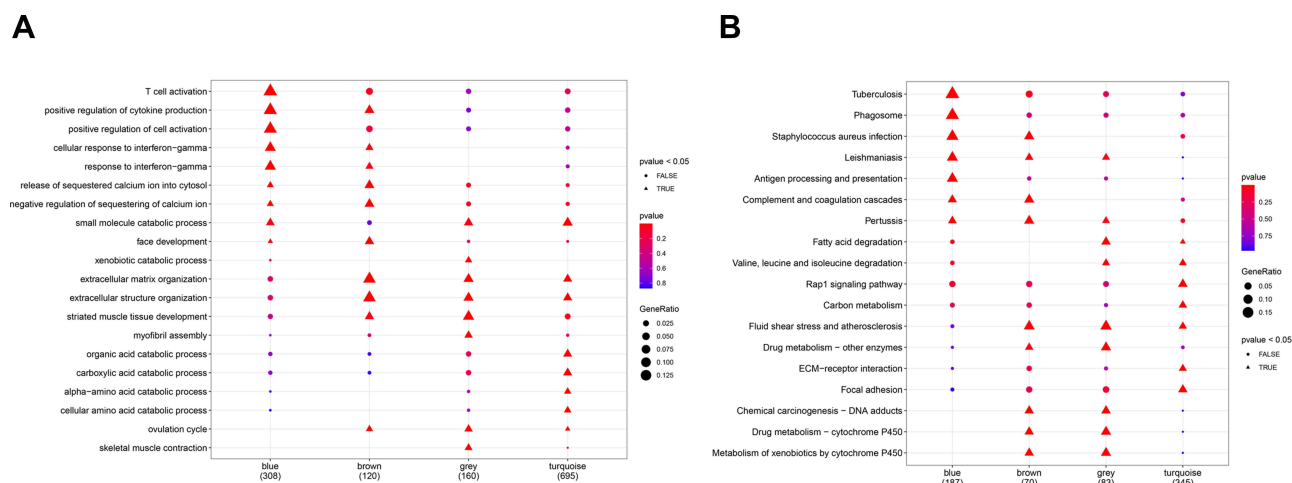 A
T cell activation
positive regulation of cytokine production
positive regulation of cell activation
cellular response to interferon−gamma
response to interferon−gamma
release of sequestered calcium ion into cytosol
negative regulation of sequestering of calcium ion
small molecule catabolic process
face development
xenobiotic catabolic process
extracellular matrix organization
extracellular structure organization
striated muscle tissue development
myofibril assembly
organic acid catabolic process
carboxylic acid catabolic process
alpha−amino acid catabolic process
cellular amino acid catabolic process
ovulation cycle
skeletal muscle contraction
blue brown grey turquoise
(308) (120) (160) (695)
pvalue < 0.05
FALSE
TRUE
pvalue
0.2
0.4
0.6
0.8
GeneRatio
0.025
0.050
0.075
0.100
0.125
B
Tuberculosis
Phagosome
Staphylococcus aureus infection
Leishmaniasis
Antigen processing and presentation
Complement and coagulation cascades
Pertussis
Fatty acid degradation
Valine, leucine and isoleucine degradation
Rap1 signaling pathway
Carbon metabolism
Fluid shear stress and atherosclerosis
Drug metabolism − other enzymes
ECM−receptor interaction
Focal adhesion
Chemical carcinogenesis − DNA adducts
Drug metabolism − cytochrome P450
Metabolism of xenobiotics by cytochrome P450
blue brown grey turquoise
(187) (70) (83) (345)
pvalue
0.25
0.50
0.75
GeneRatio
0.05
0.10
0.15
pvalue < 0.05
FALSE
TRUE